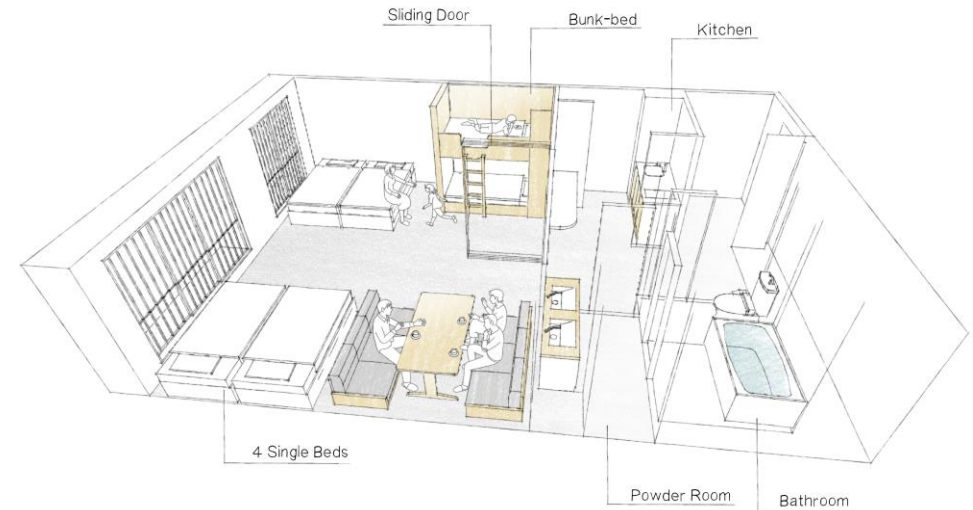 Sliding Door
Bunk-bed
Kitchen
4 Single Beds
Powder Room
Bathroom